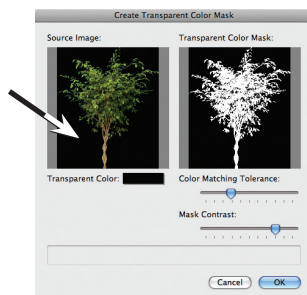 Create Transparent Color Mask
Source Image:
Transparent Color Mask:
Transparent Color:
Color Matching Tolerance:
Mask Contrast:
Cancel
OK